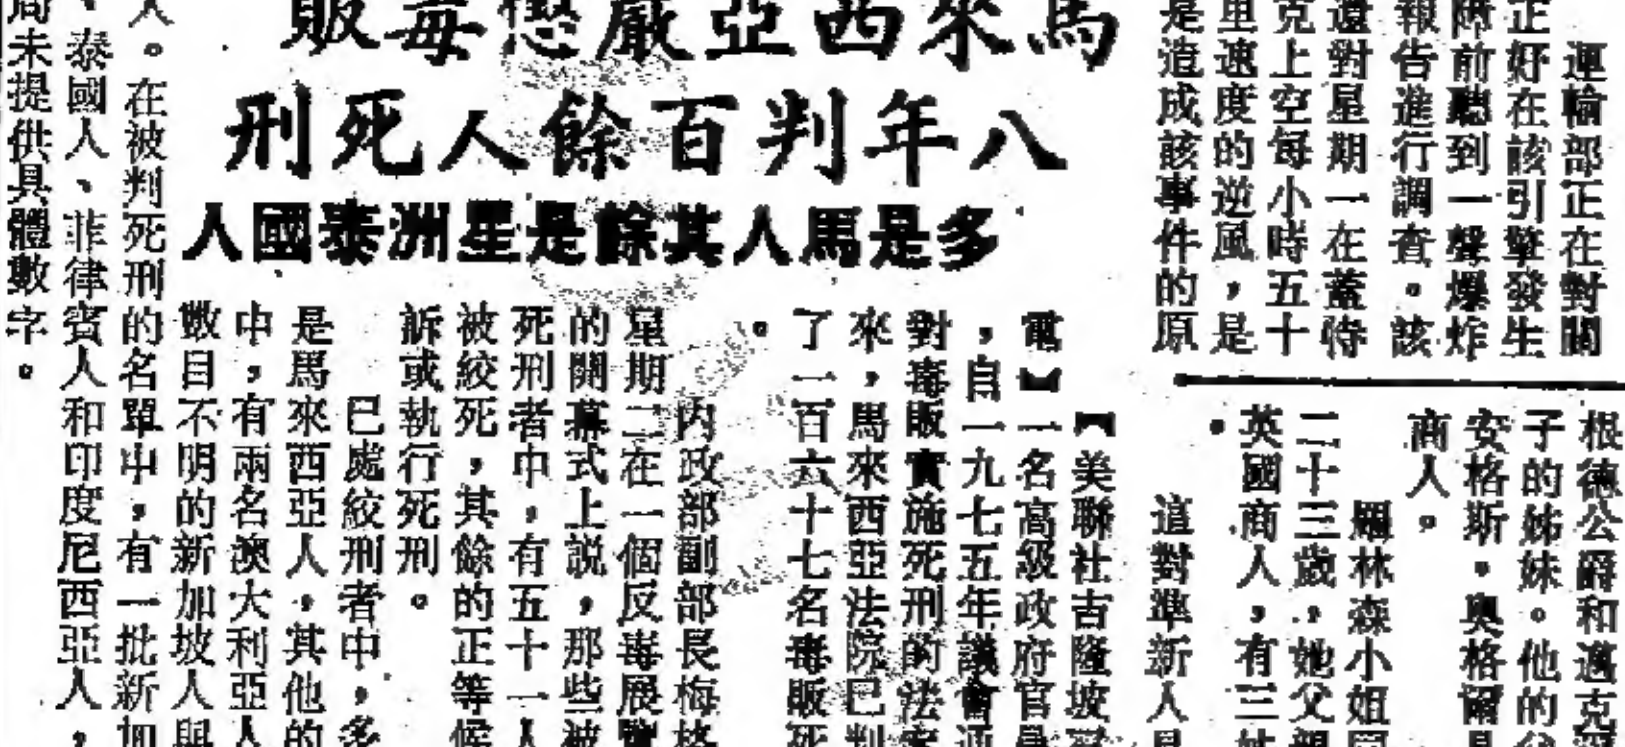 運輸部正在對關
正好在該引擎發生
障前聽到一聲爆炸
報告進行調查。該
還對星期一在蓋特
克上空每小時五十
里速度的逆風，是
是造成該事件的原
根德公爵和邁克
子的姊妹。他的父
安格斯・奧格爾
商人。
林森小姐
二十三歲，她父親
英國商人，有三
。
這對準新人
馬來西亞嚴懲毒販
八年判百餘人死刑
多是馬人其餘是星洲泰國人
【美聯社吉隆坡
電】一名高級政府官員
，自一九七五年議會通
對毒販實施死刑的法案
來，馬來西亞法院已判
了一百六十七名毒販死
。
內政部副部長梅格
星期二在一個反毒展覽
的開幕式上說，那些被
死刑者中，有五十一人
被絞死，其餘的正等候
訴或執行死刑。
已處絞刑者中，多
是馬來西亞人，其他的
中，有兩名澳大利亞人
數目不明的新加坡人與
人。在被判死刑的名單中，有一批新加
、泰國人、菲律賓人和印度尼西亞人，
局未提供具體數字。